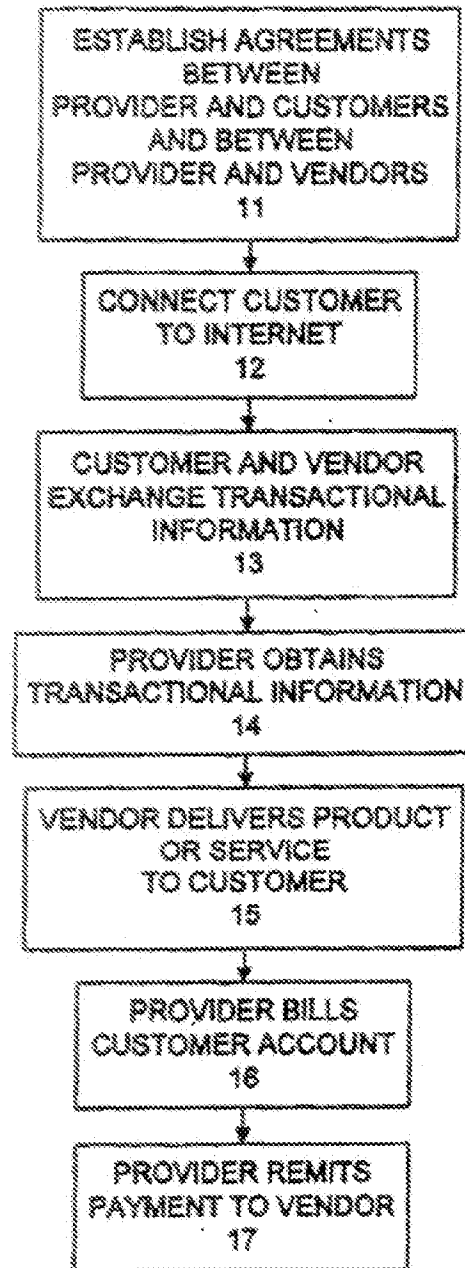 ESTABLISH AGREEMENTS
BETWEEN
PROVIDER AND CUSTOMERS
AND BETWEEN
PROVIDER AND VENDORS
11
CONNECT CUSTOMER
TO INTERNET
12
CUSTOMER AND VENDOR
EXCHANGE TRANSACTIONAL
INFORMATION
13
PROVIDER OBTAINS
TRANSACTIONAL INFORMATION
14
VENDOR DELIVERS PRODUCT
OR SERVICE
TO CUSTOMER
15
PROVIDER BILLS
CUSTOMER ACCOUNT
16
PROVIDER REMITS
PAYMENT TO VENDOR
17